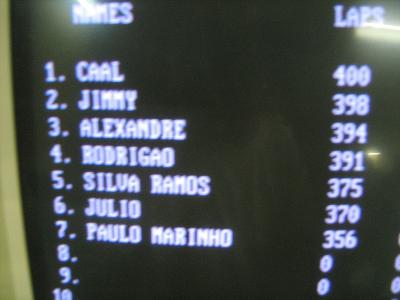 NAMES LAPS
1. CAAL 400
2. JIMMY 398
3. ALEXANDRE 394
4. RODRIGAO 391
5. SILVA RAMOS 375
6. JULIO 370
7. PAULO MARINHO 356
8. 0
9. 0
10